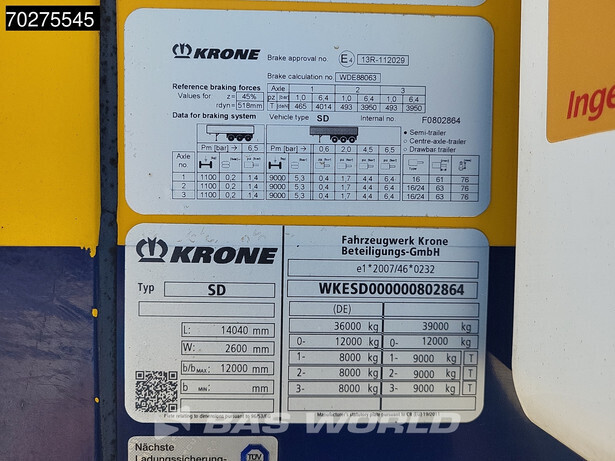 70275545
KRONE
Brake approval no. E4 13R-112029
Brake calculation no. WDE88063
Reference braking forces
Values for z= 45%
rdyn= 518mm
Axle 1 2 3
pz [bar] 1,0 6,4 1,0 6,4 1,0 6,4
T [daN] 465 4014 493 3950 493 3950
Data for braking system
Vehicle type SD internal no. F0802864
Semi-trailer
Centre-axle-trailer
Drawbar trailer
Pm [bar] → 6,5 Pm [bar] → 0,6 2,0 4,5 6,5
Axle no
1 1100 0,2 1,4 9000 5,3 0,4 1,7 4,4 6,4 16 61 76
2 1100 0,2 1,4 9000 5,3 0,4 1,7 4,4 6,4 16/24 63 76
3 1100 0,2 1,4 9000 5,3 0,4 1,7 4,4 6,4 16/24 63 76
Inge
KRONE
Fahrzeugwerk Krone
Beteiligungs-GmbH
e1*2007/46*0232
Typ SD
WKESD000000802864
(DE)
L: 14040 mm
W: 2600 mm
b/bMAX: 12000 mm
b MIN: mm
36000 kg 39000 kg
0- 12000 kg 0- 12000 kg
1- 8000 kg 1- 9000 kg T
2- 8000 kg 2- 9000 kg T
3- 8000 kg 3- 9000 kg T
BAS WORLD
Nächste
Ladungssicherung-
TÜV